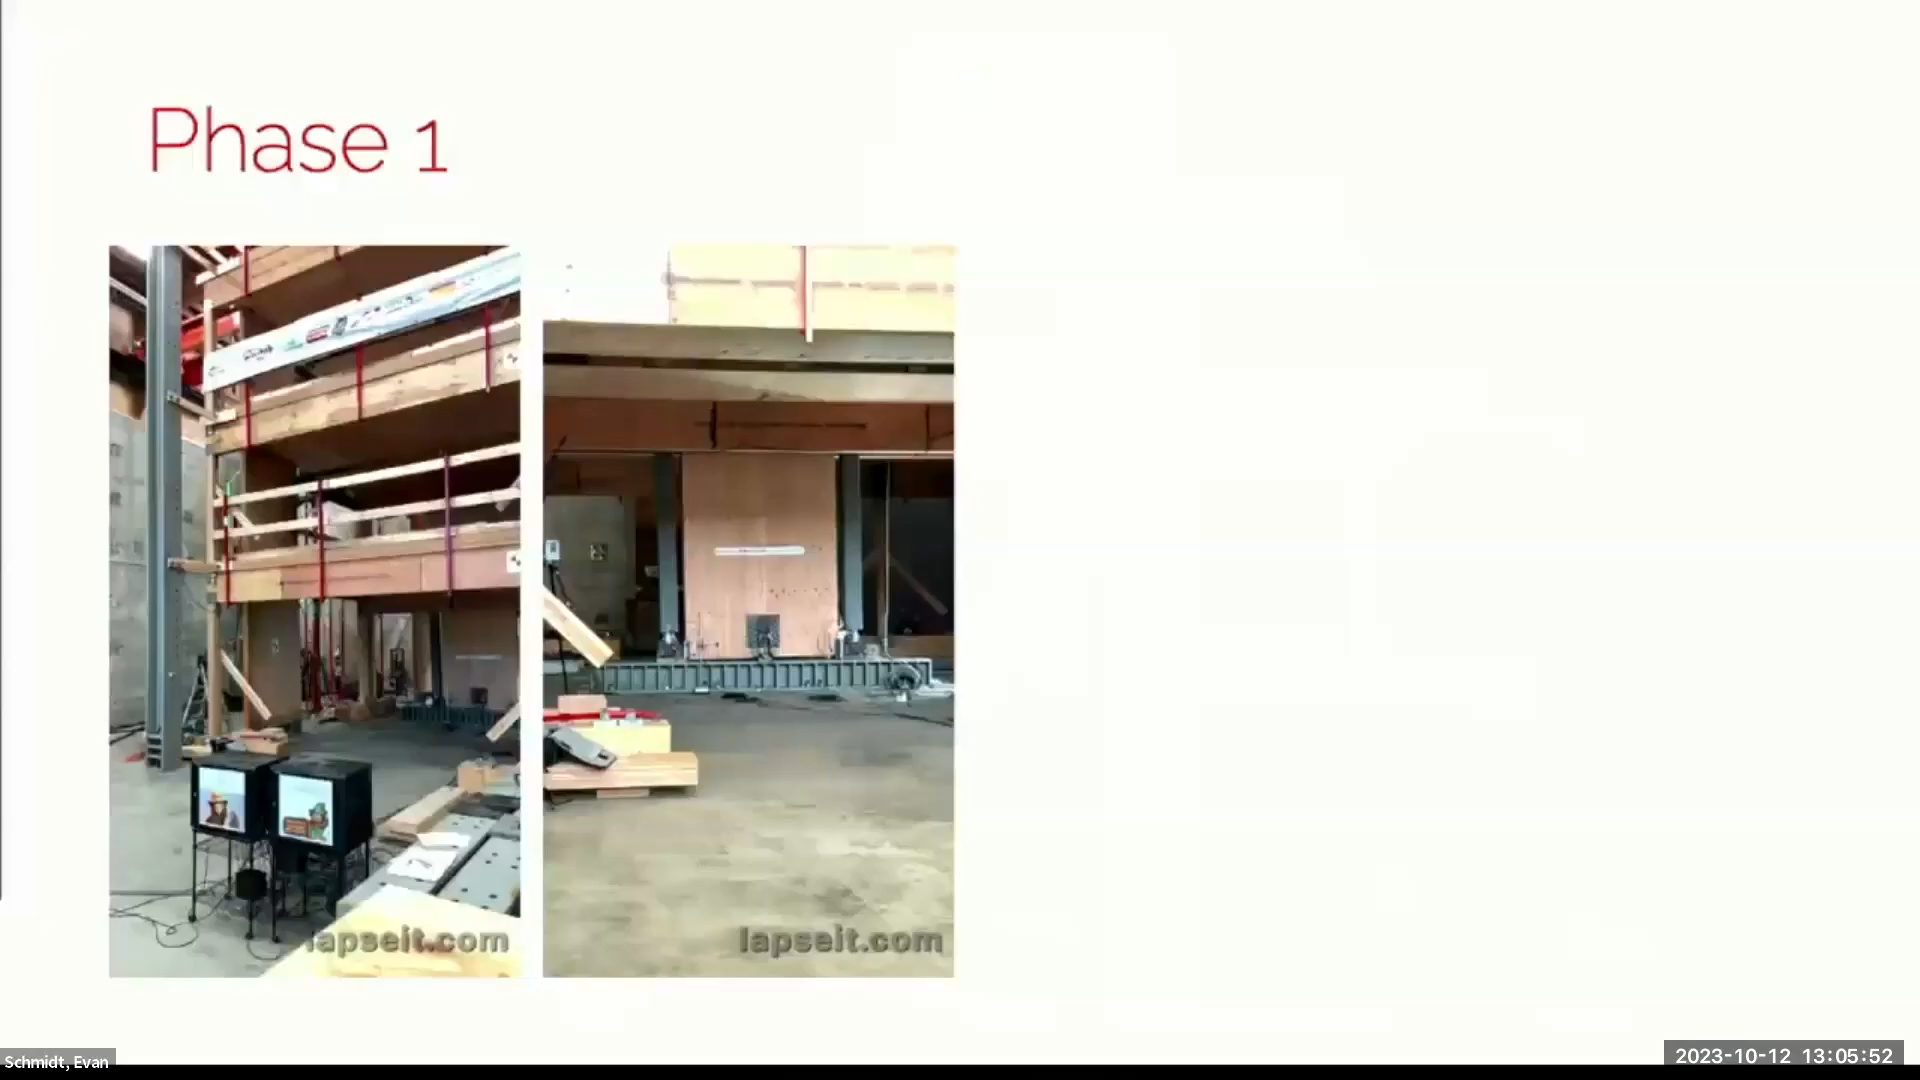 Phase 1
lapseit.com
lapseit.com
Schmidt, Evan
2023-10-12 13:05:52